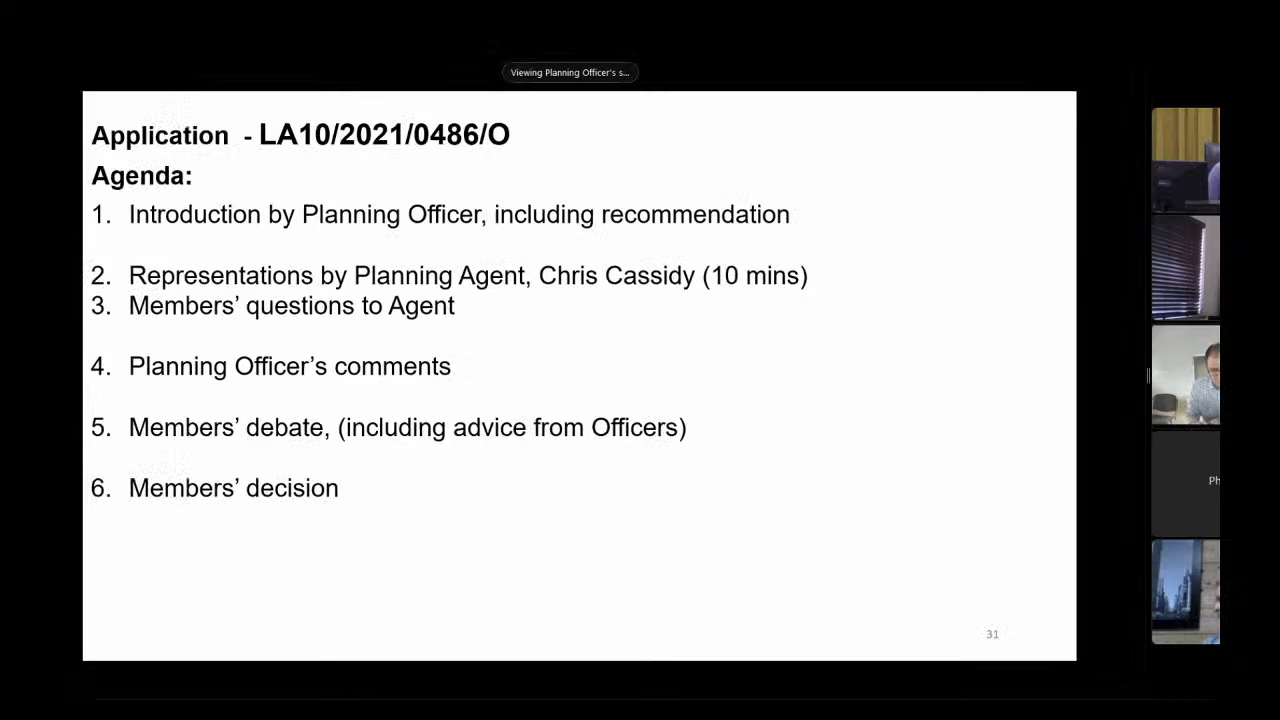 Viewing Planning Officer's s...
Application - LA10/2021/0486/O
Agenda:
1. Introduction by Planning Officer, including recommendation
2. Representations by Planning Agent, Chris Cassidy (10 mins)
3. Members’ questions to Agent
4. Planning Officer’s comments
5. Members’ debate, (including advice from Officers)
6. Members’ decision
31
Ph